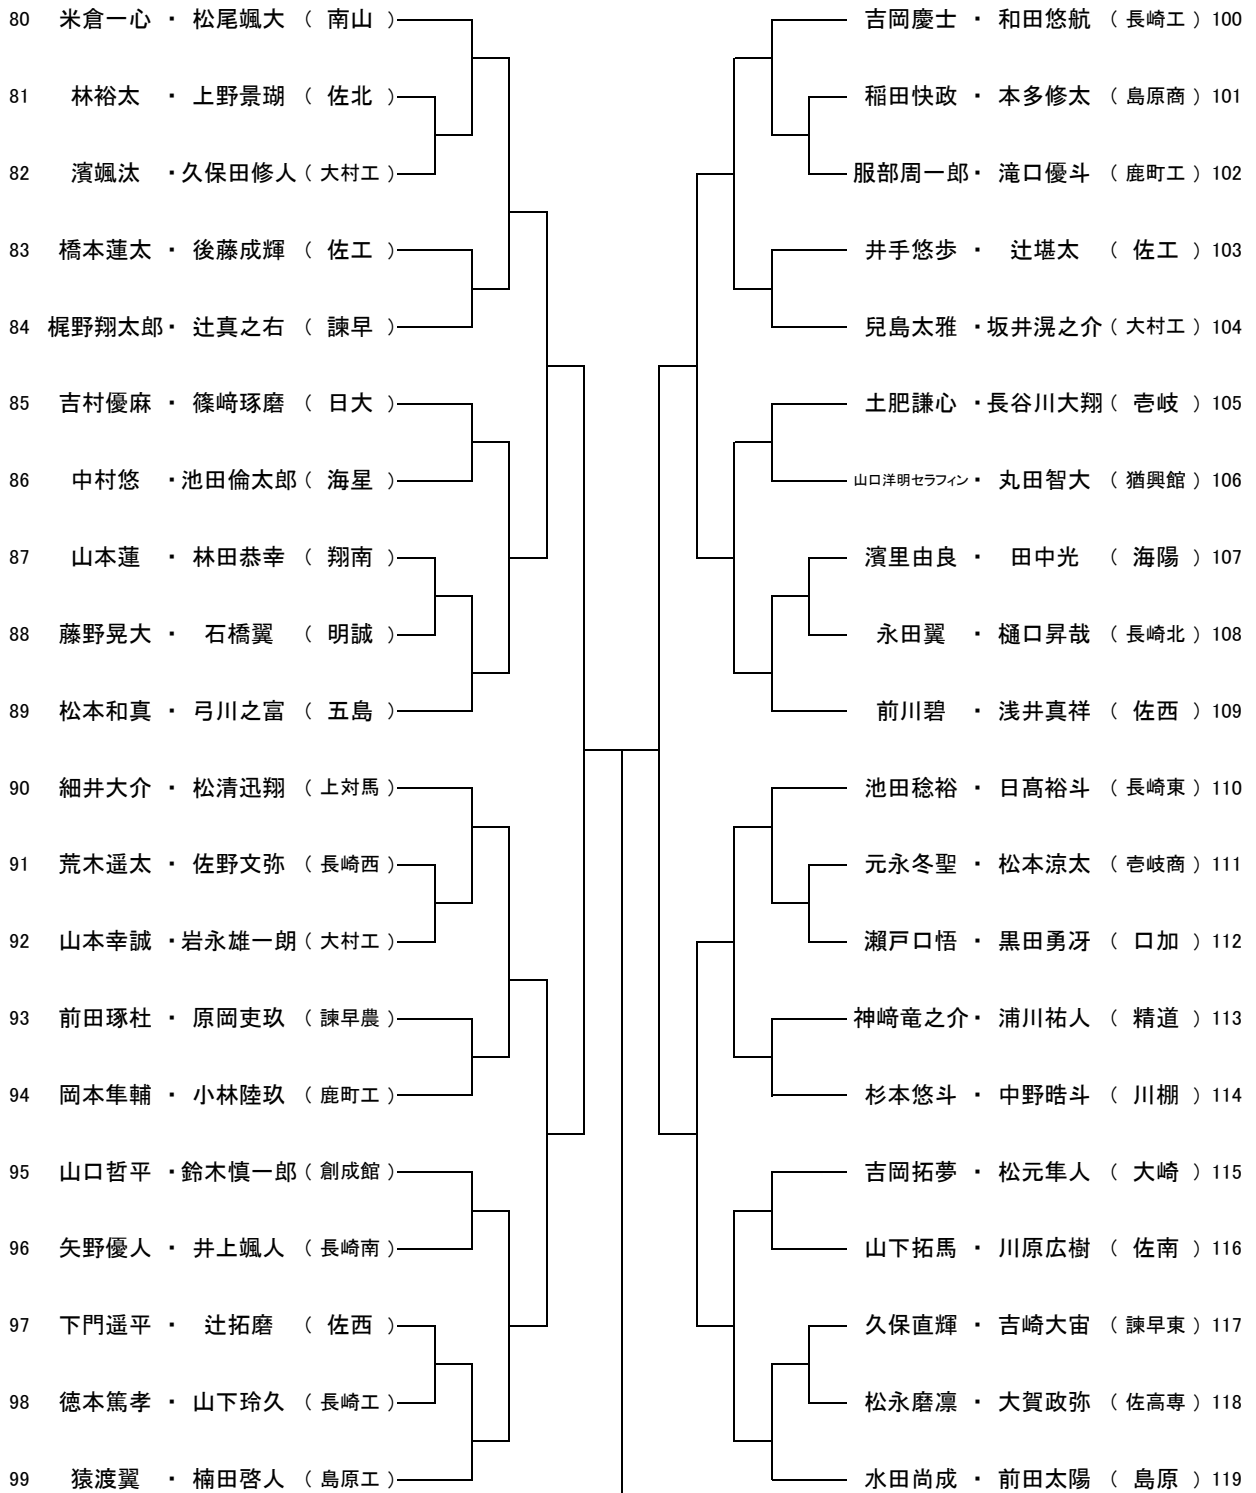 80 米倉一心 ・ 松尾颯大 （ 南山 ）
81 林裕太 ・ 上野景瑚 （ 佐北 ）
82 濱颯汰 ・ 久保田修人 （ 大村工 ）
83 橋本蓮太 ・ 後藤成輝 （ 佐工 ）
84 梶野翔太郎 ・ 辻真之右 （ 諫早 ）
85 吉村優麻 ・ 篠﨑琢磨 （ 日大 ）
86 中村悠 ・ 池田倫太郎 （ 海星 ）
87 山本蓮 ・ 林田恭幸 （ 翔南 ）
88 藤野晃大 ・ 石橋翼 （ 明誠 ）
89 松本和真 ・ 弓川之富 （ 五島 ）
90 細井大介 ・ 松清迅翔 （ 上対馬 ）
91 荒木遥太 ・ 佐野文弥 （ 長崎西 ）
92 山本幸誠 ・ 岩永雄一朗 （ 大村工 ）
93 前田琢杜 ・ 原岡吏玖 （ 諫早農 ）
94 岡本隼輔 ・ 小林陸玖 （ 鹿町工 ）
95 山口哲平 ・ 鈴木慎一郎 （ 創成館 ）
96 矢野優人 ・ 井上颯人 （ 長崎南 ）
97 下門遥平 ・ 辻拓磨 （ 佐西 ）
98 徳本篤孝 ・ 山下玲久 （ 長崎工 ）
99 猿渡翼 ・ 楠田啓人 （ 島原工 ）
吉岡慶士 ・ 和田悠航 （ 長崎工 ） 100
稲田快政 ・ 本多修太 （ 島原商 ） 101
服部周一郎 ・ 滝口優斗 （ 鹿町工 ） 102
井手悠歩 ・ 辻堪太 （ 佐工 ） 103
兒島太雅 ・ 坂井滉之介 （ 大村工 ） 104
土肥謙心 ・ 長谷川大翔 （ 壱岐 ） 105
山口洋明セラフィン ・ 丸田智大 （ 猶興館 ） 106
濱里由良 ・ 田中光 （ 海陽 ） 107
永田翼 ・ 樋口昇哉 （ 長崎北 ） 108
前川碧 ・ 浅井真祥 （ 佐西 ） 109
池田稔裕 ・ 日髙裕斗 （ 長崎東 ） 110
元永冬聖 ・ 松本涼太 （ 壱岐商 ） 111
瀬戸口悟 ・ 黒田勇冴 （ 口加 ） 112
神﨑竜之介 ・ 浦川祐人 （ 精道 ） 113
杉本悠斗 ・ 中野晧斗 （ 川棚 ） 114
吉岡拓夢 ・ 松元隼人 （ 大崎 ） 115
山下拓馬 ・ 川原広樹 （ 佐南 ） 116
久保直輝 ・ 吉崎大宙 （ 諫早東 ） 117
松永磨凛 ・ 大賀政弥 （ 佐高専 ） 118
水田尚成 ・ 前田太陽 （ 島原 ） 119